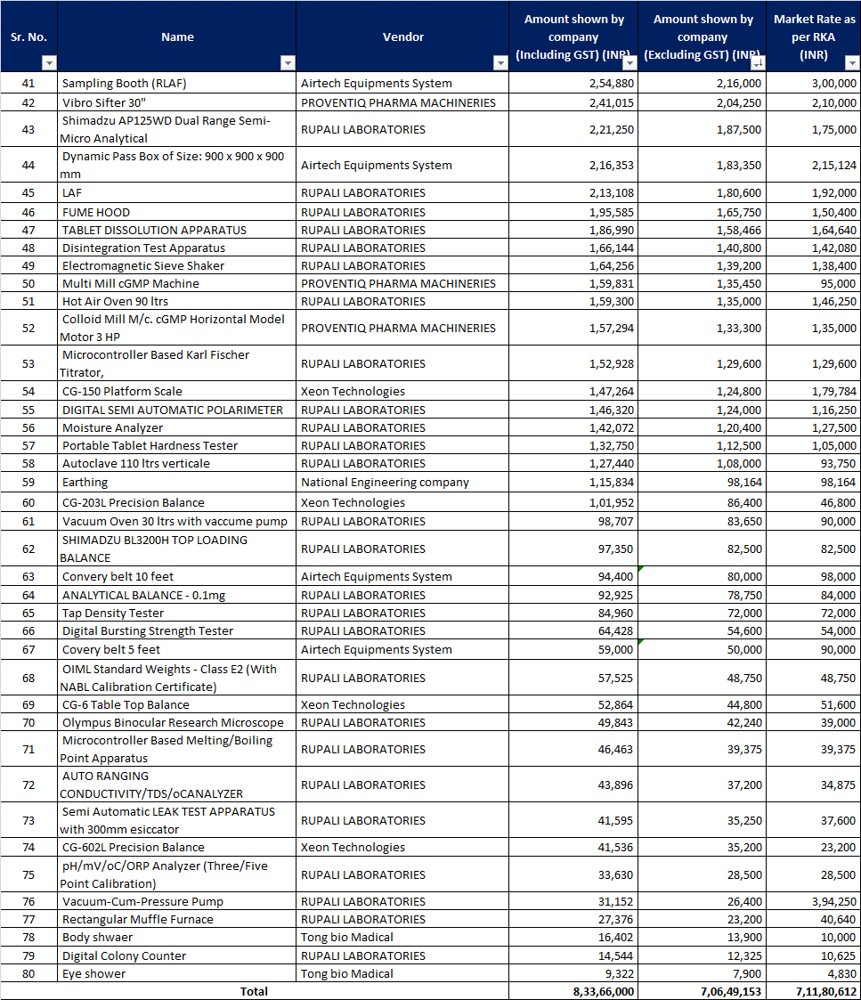 Sr. No. Name Vendor Amount shown by company (Including GST) (INR) Amount shown by company (Excluding GST) (INR) Market Rate as per RKA (INR)
41 Sampling Booth (RLAF) Airtech Equipments System 2,54,880 2,16,000 3,00,000
42 Vibro Sifter 30" PROVENTIQ PHARMA MACHINERIES 2,41,015 2,04,250 2,10,000
43 Shimadzu AP125WD Dual Range Semi-Micro Analytical RUPALI LABORATORIES 2,21,250 1,87,500 1,75,000
44 Dynamic Pass Box of Size: 900 x 900 x 900 mm Airtech Equipments System 2,16,353 1,83,350 2,15,124
45 LAF RUPALI LABORATORIES 2,13,108 1,80,600 1,92,000
46 FUME HOOD RUPALI LABORATORIES 1,95,585 1,65,750 1,50,400
47 TABLET DISSOLUTION APPARATUS RUPALI LABORATORIES 1,86,990 1,58,466 1,64,640
48 Disintegration Test Apparatus RUPALI LABORATORIES 1,66,144 1,40,800 1,42,080
49 Electromagnetic Sieve Shaker RUPALI LABORATORIES 1,64,256 1,39,200 1,38,400
50 Multi Mill cGMP Machine PROVENTIQ PHARMA MACHINERIES 1,59,831 1,35,450 95,000
51 Hot Air Oven 90 ltrs RUPALI LABORATORIES 1,59,300 1,35,000 1,46,250
52 Colloid Mill M/c. cGMP Horizontal Model Motor 3 HP PROVENTIQ PHARMA MACHINERIES 1,57,294 1,33,300 1,35,000
53 Microcontroller Based Karl Fischer Titrator, RUPALI LABORATORIES 1,52,928 1,29,600 1,29,600
54 CG-150 Platform Scale Xeon Technologies 1,47,264 1,24,800 1,79,784
55 DIGITAL SEMI AUTOMATIC POLARIMETER RUPALI LABORATORIES 1,46,320 1,24,000 1,16,250
56 Moisture Analyzer RUPALI LABORATORIES 1,42,072 1,20,400 1,27,500
57 Portable Tablet Hardness Tester RUPALI LABORATORIES 1,32,750 1,12,500 1,05,000
58 Autoclave 110 ltrs verticale RUPALI LABORATORIES 1,27,440 1,08,000 93,750
59 Earthing National Engineering company 1,15,834 98,164 98,164
60 CG-203L Precision Balance Xeon Technologies 1,01,952 86,400 46,800
61 Vacuum Oven 30 ltrs with vaccume pump RUPALI LABORATORIES 98,707 83,650 90,000
62 SHIMADZU BL3200H TOP LOADING BALANCE RUPALI LABORATORIES 97,350 82,500 82,500
63 Convery belt 10 feet Airtech Equipments System 94,400 80,000 98,000
64 ANALYTICAL BALANCE - 0.1mg RUPALI LABORATORIES 92,925 78,750 84,000
65 Tap Density Tester RUPALI LABORATORIES 84,960 72,000 72,000
66 Digital Bursting Strength Tester RUPALI LABORATORIES 64,428 54,600 54,000
67 Covery belt 5 feet Airtech Equipments System 59,000 50,000 90,000
68 OIML Standard Weights - Class E2 (With NABL Calibration Certificate) RUPALI LABORATORIES 57,525 48,750 48,750
69 CG-6 Table Top Balance Xeon Technologies 52,864 44,800 51,600
70 Olympus Binocular Research Microscope RUPALI LABORATORIES 49,843 42,240 39,000
71 Microcontroller Based Melting/Boiling Point Apparatus RUPALI LABORATORIES 46,463 39,375 39,375
72 AUTO RANGING CONDUCTIVITY/TDS/oCANALYZER RUPALI LABORATORIES 43,896 37,200 34,875
73 Semi Automatic LEAK TEST APPARATUS with 300mm esiccator RUPALI LABORATORIES 41,595 35,250 37,600
74 CG-602L Precision Balance Xeon Technologies 41,536 35,200 23,200
75 pH/mV/oC/ORP Analyzer (Three/Five Point Calibration) RUPALI LABORATORIES 33,630 28,500 28,500
76 Vacuum-Cum-Pressure Pump RUPALI LABORATORIES 31,152 26,400 3,94,250
77 Rectangular Muffle Furnace RUPALI LABORATORIES 27,376 23,200 40,640
78 Body shwaer Tong bio Madical 16,402 13,900 10,000
79 Digital Colony Counter RUPALI LABORATORIES 14,544 12,325 10,625
80 Eye shower Tong bio Madical 9,322 7,900 4,830
Total 8,33,66,000 7,06,49,153 7,11,80,612